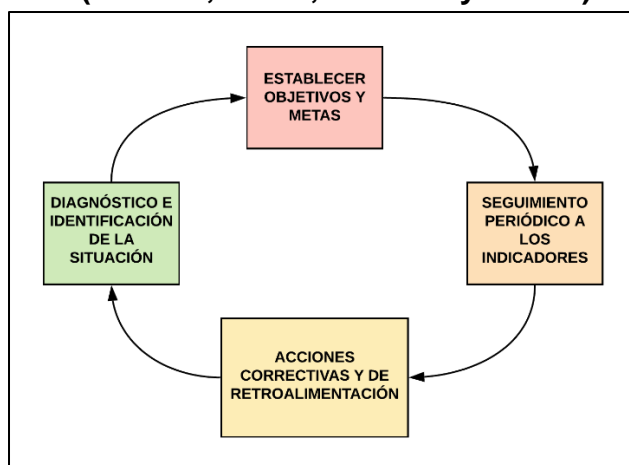 ESTABLECER
OBJETIVOS Y
METAS
DIAGNÓSTICO E
IDENTIFICACIÓN
DE LA
SITUACIÓN
SEGUIMIENTO
PERIÓDICO A
LOS
INDICADORES
ACCIONES
CORRECTIVAS Y DE
RETROALIMENTACIÓN